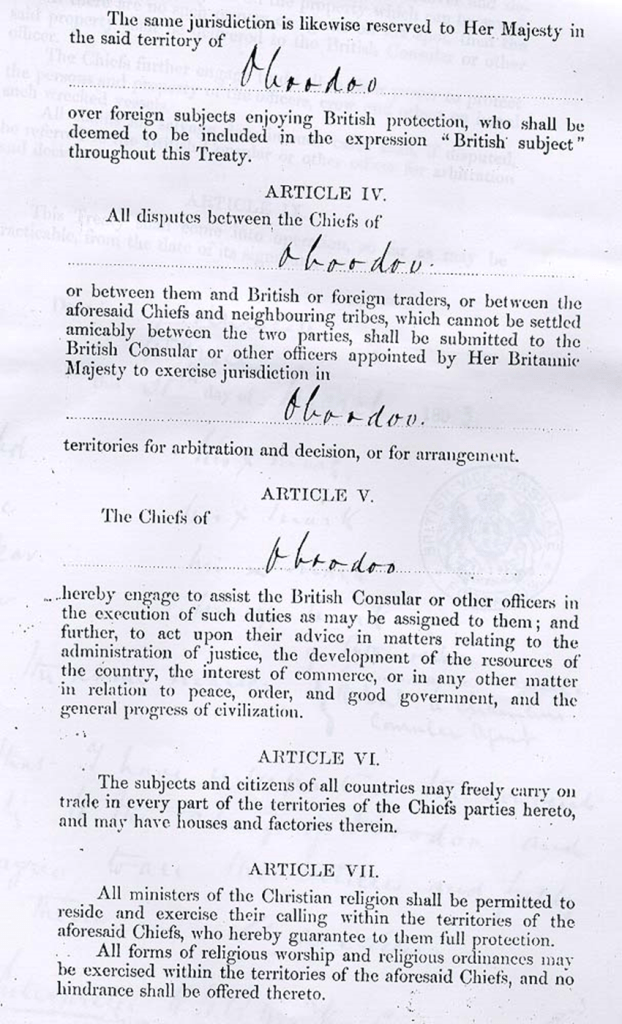 The same jurisdiction is likewise reserved to Her Majesty in
the said territory of
over foreign subjects enjoying British protection, who shall be
deemed to be included in the expression "British subject"
throughout this Treaty.
ARTICLE IV.
All disputes between the Chiefs of
or between them and British or foreign traders, or between the
aforesaid Chiefs and neighbouring tribes, which cannot be settled
amicably between the two parties, shall be submitted to the
British Consular or other officers appointed by Her Britannic
Majesty to exercise jurisdiction in
territories for arbitration and decision, or for arrangement.
ARTICLE V.
The Chiefs of
hereby engage to assist the British Consular or other officers in
the execution of such duties as may be assigned to them; and
further, to act upon their advice in matters relating to the
administration of justice, the development of the resources of
the country, the interest of commerce, or in any other matter
in relation to peace, order, and good government, and the
general progress of civilization.
ARTICLE VI.
The subjects and citizens of all countries may freely carry on
trade in every part of the territories of the Chiefs parties hereto,
and may have houses and factories therein.
ARTICLE VII.
All ministers of the Christian religion shall be permitted to
reside and exercise their calling within the territories of the
aforesaid Chiefs, who hereby guarantee to them full protection.
All forms of religious worship and religious ordinances may
be exercised within the territories of the aforesaid Chiefs, and no
hindrance shall be offered thereto.